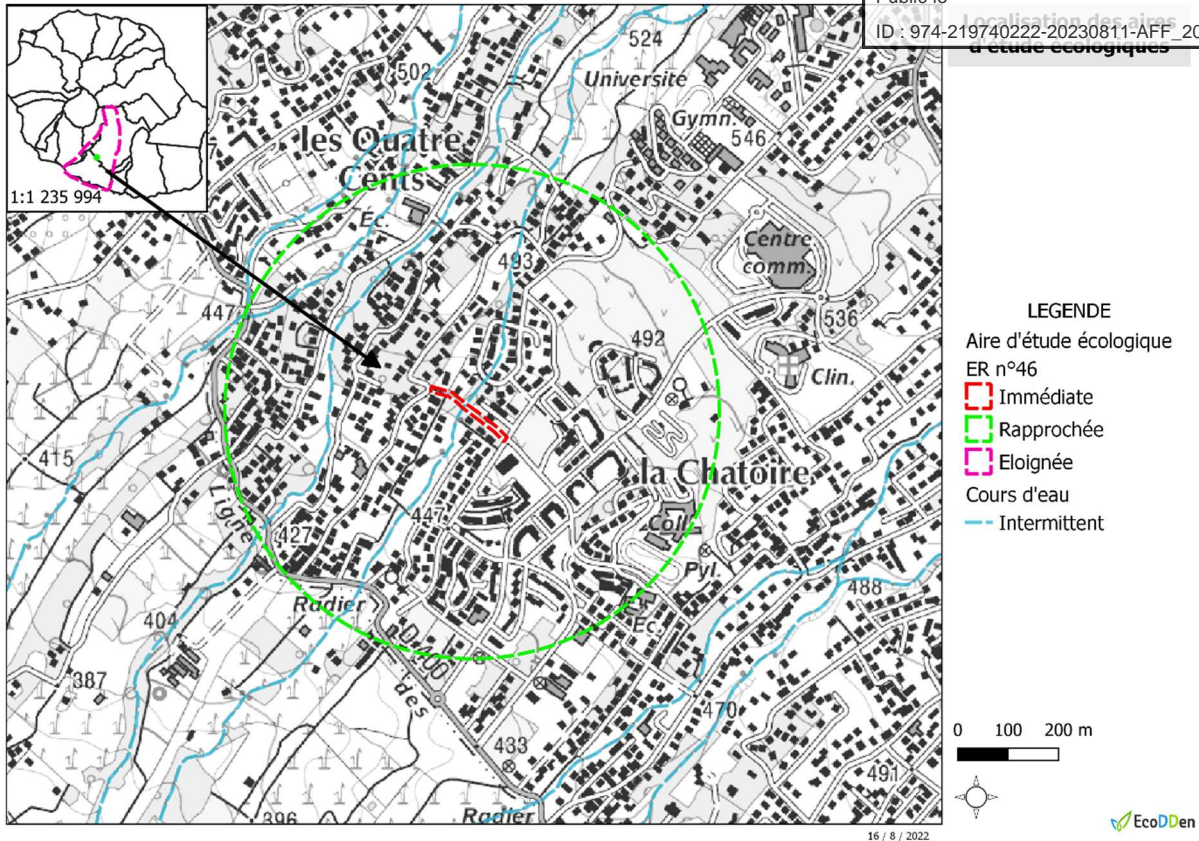 ID : 974-219740222-20230811-AFF_20
Localisation des aires
d'étude écologiques
1:1 235 994
502
524
Université
Gymn.
546
les Quatre
Cents
Ec.
493
Centre
comm.
447
536
492
Clin.
415
la Chatoire
Ligne
447
Coll.
427
Pyl.
488
Radier
Ec.
404
D 400
387
des
470
433
491
396
Radier
LEGENDE
Aire d'étude écologique
ER n°46
Immédiate
Rapprochée
Eloignée
Cours d'eau
Intermittent
0 100 200 m
EcoDDen
16 / 8 / 2022